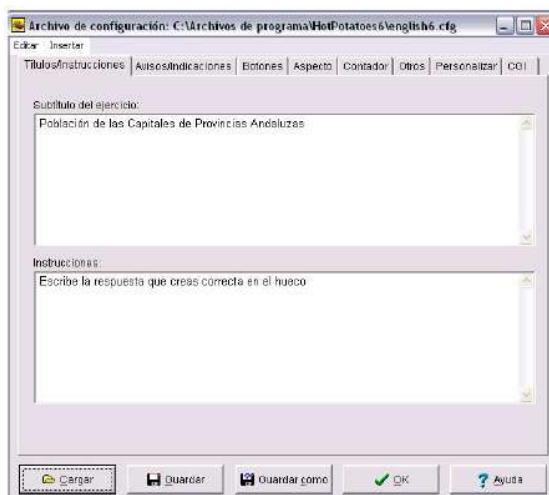 Archivo de configuración: C:\Archivos de programa\HotPotatoes6\english6.cfg
Editar Insertar
Títulos/Instrucciones Avisos/Indicaciones Botones Aspecto Contador Otros Personalizar CGI
Subtítulo del ejercicio:
Población de las Capitales de Provincias Andaluzas
Instrucciones:
Escribe la respuesta que creas correcta en el hueco
Cargar Guardar Guardar como OK Ayuda